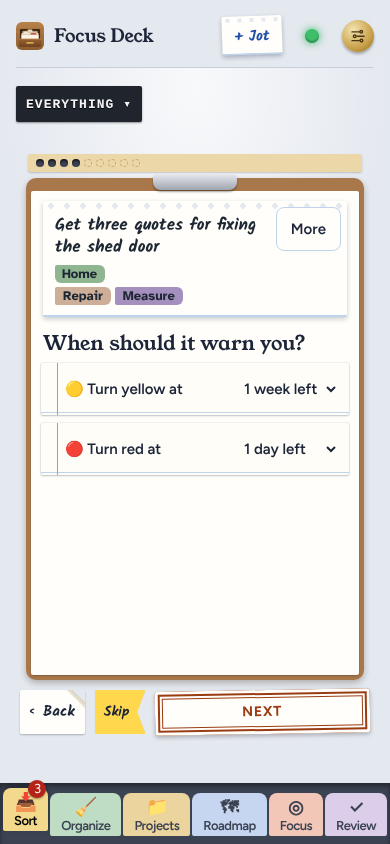 Focus Deck
+ Jot
EVERYTHING ▾
Get three quotes for fixing
the shed door
More
Home
Repair Measure
When should it warn you?
Turn yellow at 1 week left
Turn red at 1 day left
‹ Back
Skip
NEXT
3
Sort
Organize
Projects
Roadmap
Focus
Review